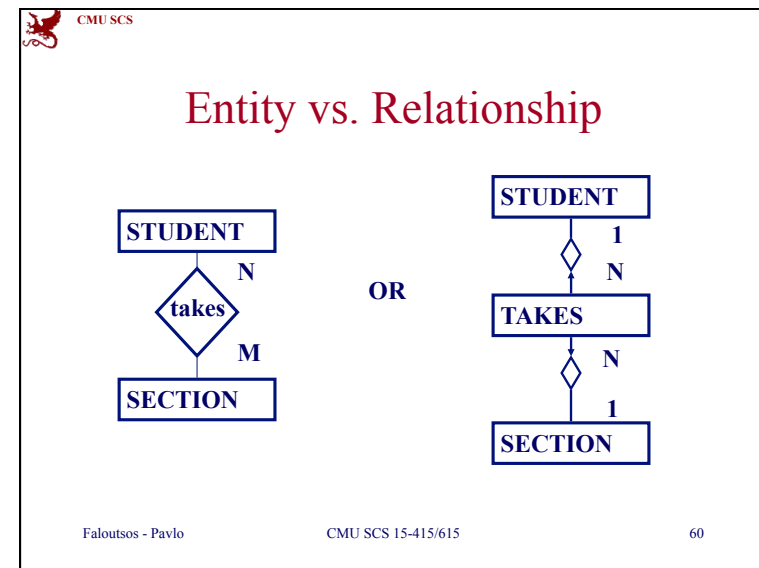 CMU SCS
Entity vs. Relationship
STUDENT
N
takes
M
SECTION
OR
STUDENT
1
N
TAKES
N
1
SECTION
Faloutsos - Pavlo
CMU SCS 15-415/615
60